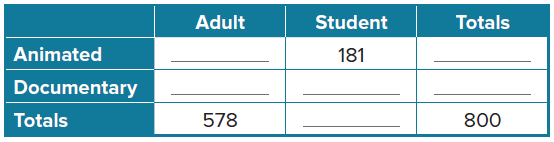 Adult Student Totals
Animated 181
Documentary
Totals 578 800